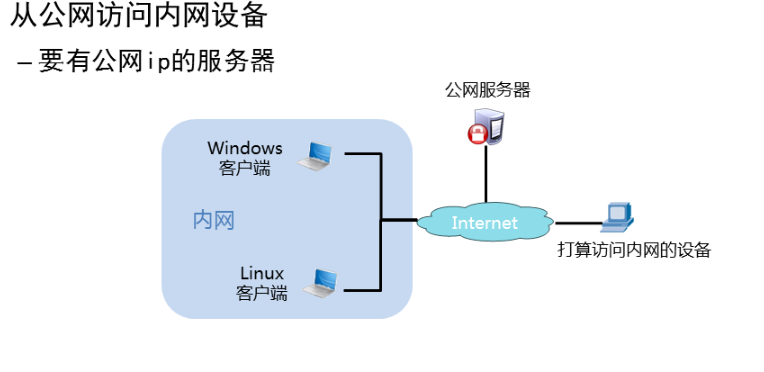 从公网访问内网设备
– 要有公网ip的服务器
公网服务器
Windows
客户端
内网
Internet
打算访问内网的设备
Linux
客户端